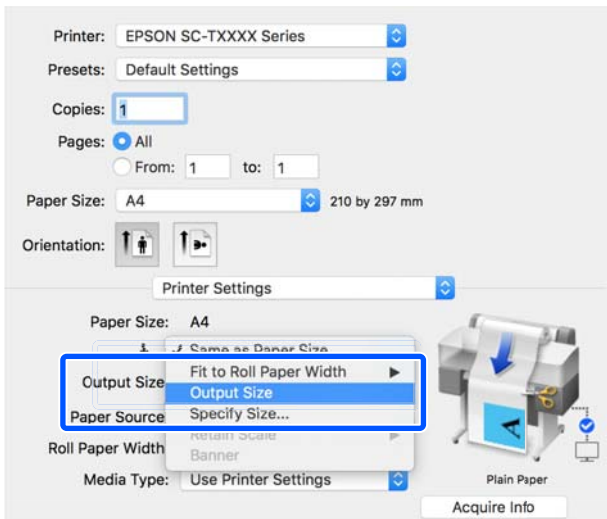 Printer: EPSON SC-TXXXX Series
Presets: Default Settings
Copies: 1
Pages: All
From: 1 to: 1
Paper Size: A4 210 by 297 mm
Orientation:
Printer Settings
Paper Size: A4
✓ Same as Paper Size
Fit to Roll Paper Width ▶
Output Size Output Size
Paper Source Specify Size...
Retain Scale ▶
Roll Paper Width Banner
Media Type: Use Printer Settings
Plain Paper
Acquire Info